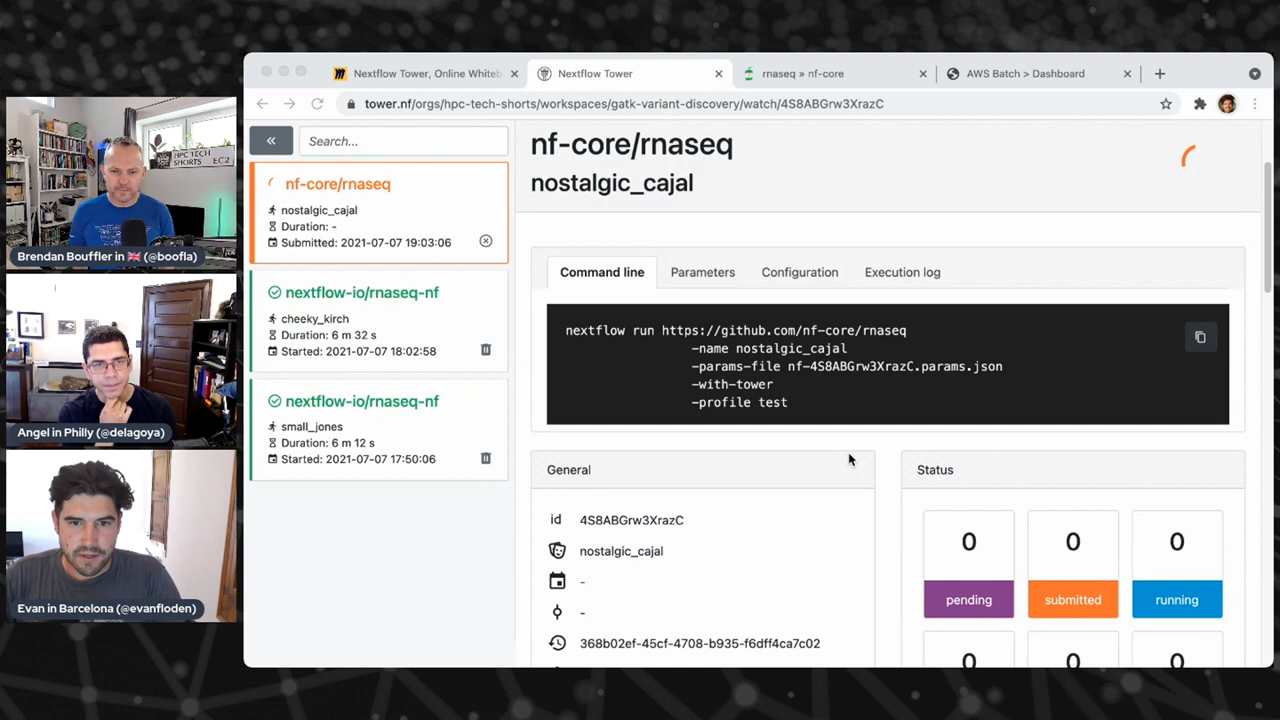 HPC TECH
SHORTS
EC2
Brendan Bouffler in 🇬🇧 (@boofla)
Angel in Philly (@delagoya)
Evan in Barcelona (@evanfloden)
Nextflow Tower, Online Whiteb
Nextflow Tower
rnaseq » nf-core
AWS Batch > Dashboard
tower.nf/orgs/hpc-tech-shorts/workspaces/gatk-variant-discovery/watch/4S8ABGrw3XrazC
«
Search...
nf-core/rnaseq
nostalgic_cajal
Duration: -
Submitted: 2021-07-07 19:03:06
nextflow-io/rnaseq-nf
cheeky_kirch
Duration: 6 m 32 s
Started: 2021-07-07 18:02:58
nextflow-io/rnaseq-nf
small_jones
Duration: 6 m 12 s
Started: 2021-07-07 17:50:06
nf-core/rnaseq
nostalgic_cajal
Command line
Parameters
Configuration
Execution log
nextflow run https://github.com/nf-core/rnaseq
-name nostalgic_cajal
-params-file nf-4S8ABGrw3XrazC.params.json
-with-tower
-profile test
General
id 4S8ABGrw3XrazC
nostalgic_cajal
-
-
368b02ef-45cf-4708-b935-f6dff4ca7c02
Status
0 0 0
pending submitted running
0 0 0